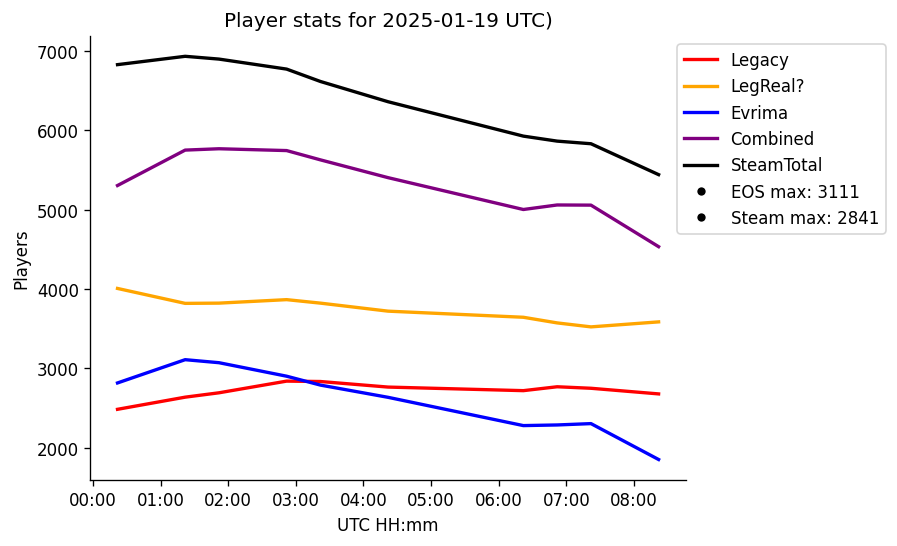 Player stats for 2025-01-19 UTC)
Players
7000
6000
5000
4000
3000
2000
00:00 01:00 02:00 03:00 04:00 05:00 06:00 07:00 08:00
UTC HH:mm
Legacy
LegReal?
Evrima
Combined
SteamTotal
EOS max: 3111
Steam max: 2841